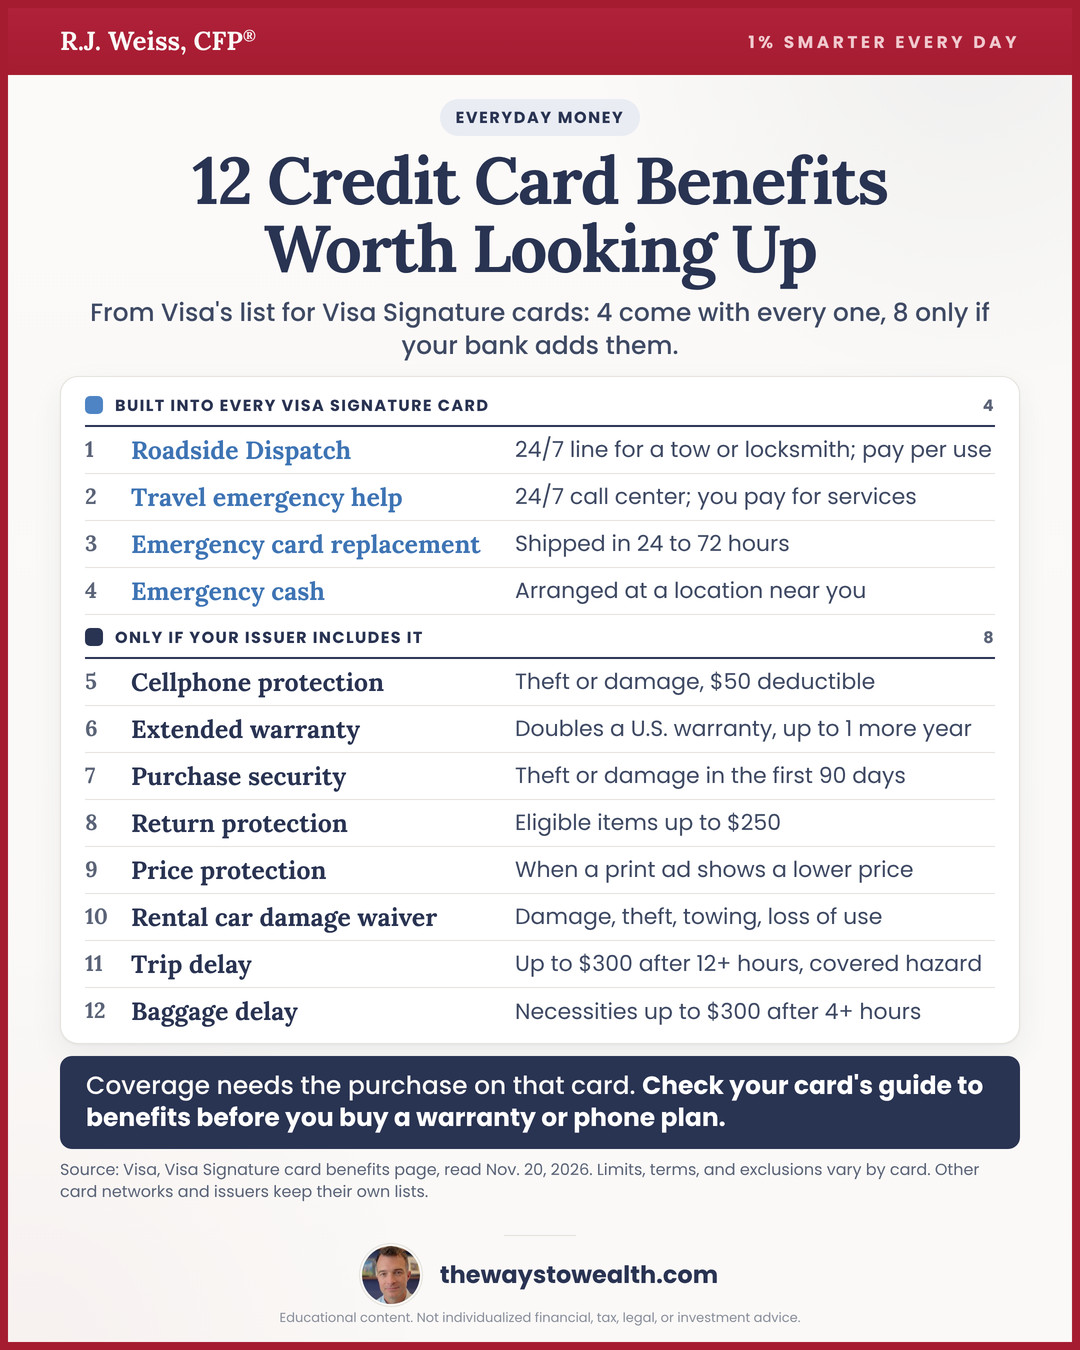 R.J. Weiss, CFP®
1% SMARTER EVERY DAY
EVERYDAY MONEY
12 Credit Card Benefits
Worth Looking Up
From Visa's list for Visa Signature cards: 4 come with every one, 8 only if
your bank adds them.
BUILT INTO EVERY VISA SIGNATURE CARD 4
1 Roadside Dispatch 24/7 line for a tow or locksmith; pay per use
2 Travel emergency help 24/7 call center; you pay for services
3 Emergency card replacement Shipped in 24 to 72 hours
4 Emergency cash Arranged at a location near you
ONLY IF YOUR ISSUER INCLUDES IT 8
5 Cellphone protection Theft or damage, $50 deductible
6 Extended warranty Doubles a U.S. warranty, up to 1 more year
7 Purchase security Theft or damage in the first 90 days
8 Return protection Eligible items up to $250
9 Price protection When a print ad shows a lower price
10 Rental car damage waiver Damage, theft, towing, loss of use
11 Trip delay Up to $300 after 12+ hours, covered hazard
12 Baggage delay Necessities up to $300 after 4+ hours
Coverage needs the purchase on that card. Check your card's guide to
benefits before you buy a warranty or phone plan.
Source: Visa, Visa Signature card benefits page, read Nov. 20, 2026. Limits, terms, and exclusions vary by card. Other
card networks and issuers keep their own lists.
thewaystowealth.com
Educational content. Not individualized financial, tax, legal, or investment advice.